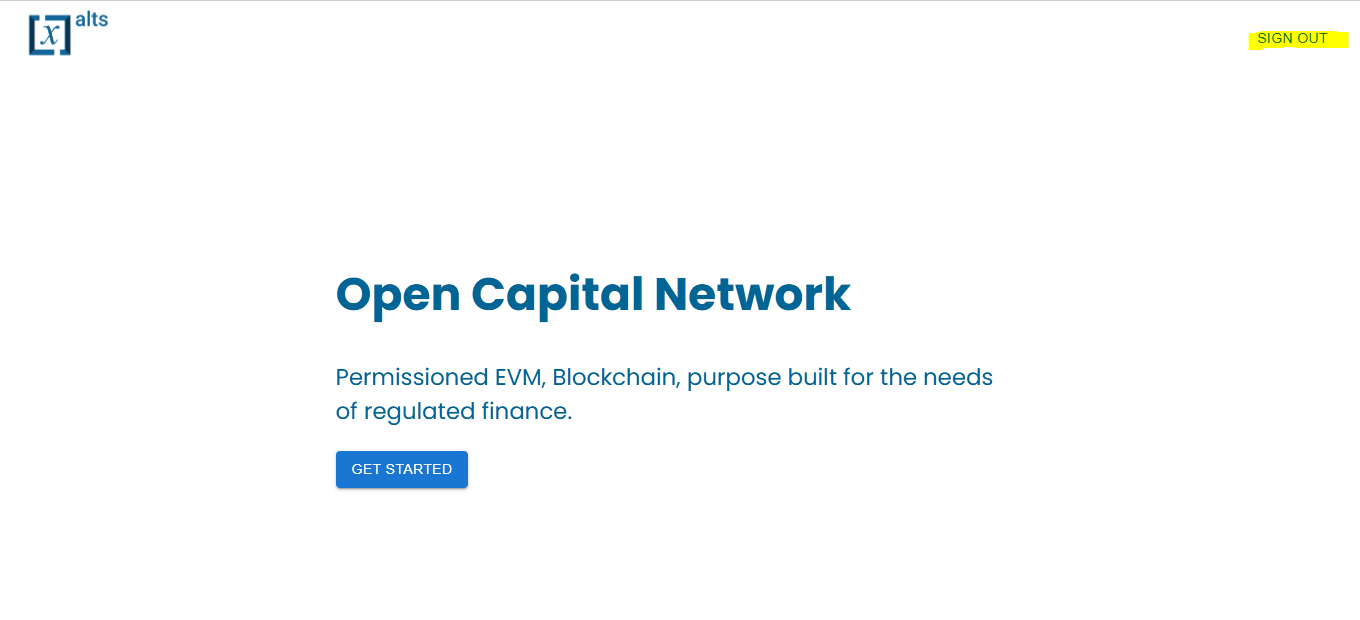 x alts
SIGN OUT
Open Capital Network
Permissioned EVM, Blockchain, purpose built for the needs
of regulated finance.
GET STARTED